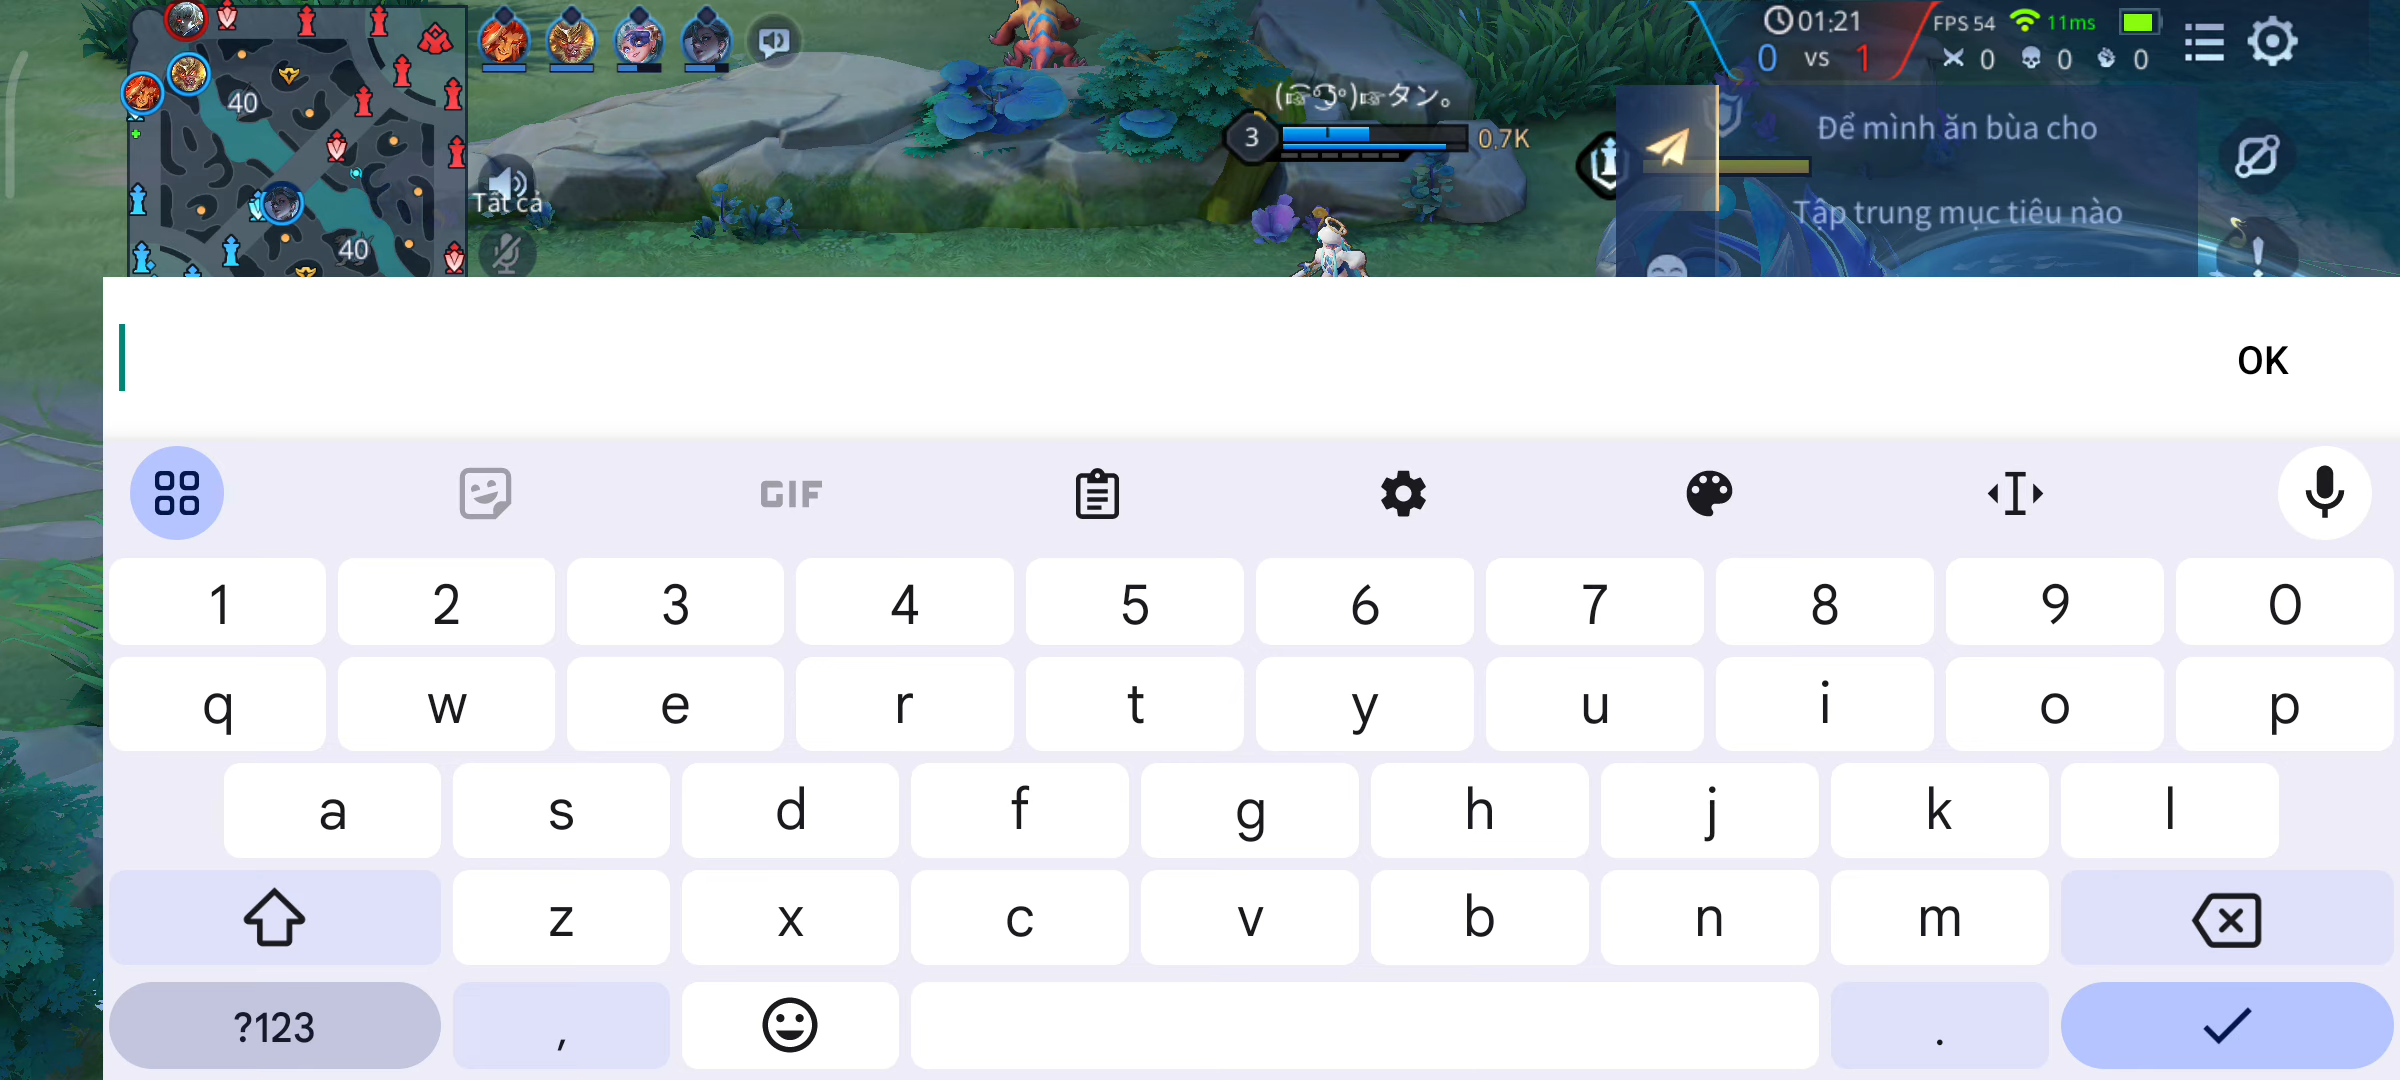 01:21
FPS 54
11ms
0 vs 1
0
0
0
40
40
Tất cả
(☞ ͡° ͜ʖ ͡°)☞タン。
3
0.7K
Để mình ăn bùa cho
Tập trung mục tiêu nào
OK
GIF
1 2 3 4 5 6 7 8 9 0
q w e r t y u i o p
a s d f g h j k l
z x c v b n m
?123 , .